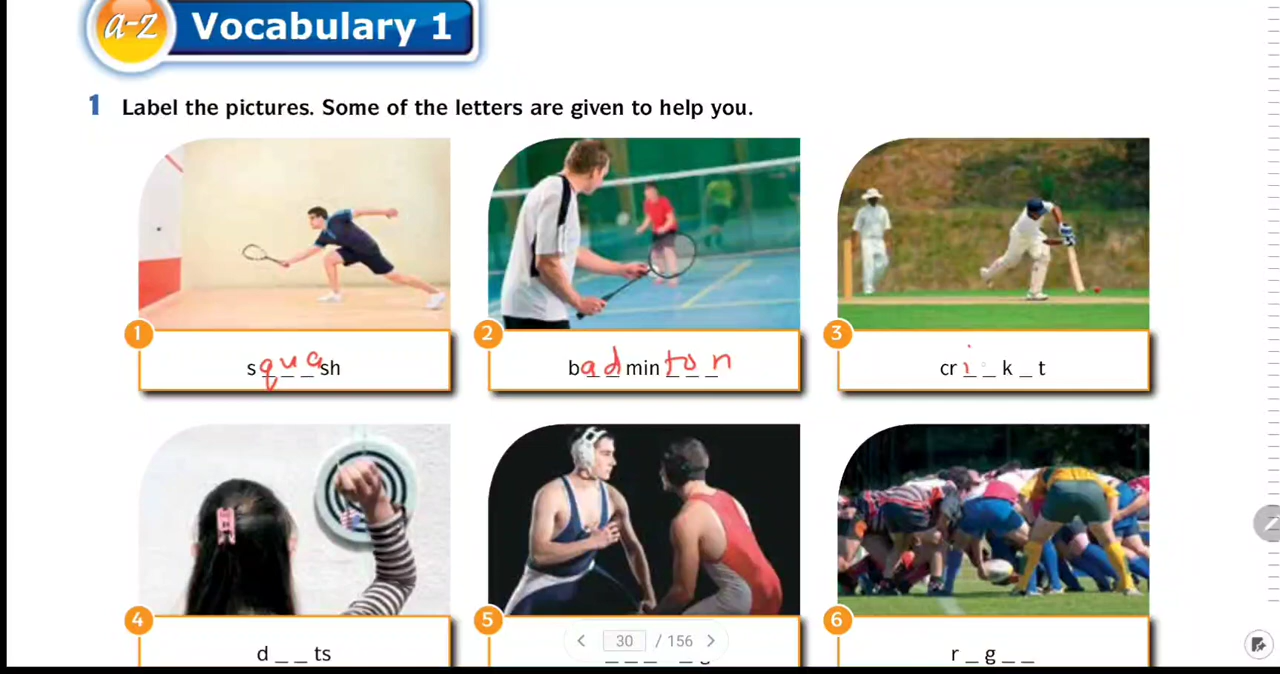 a-z Vocabulary 1
1 Label the pictures. Some of the letters are given to help you.
1 2 3
squash badminton cri_k_t
4 5 6
30 / 156
d _ _ ts r _ g _ _